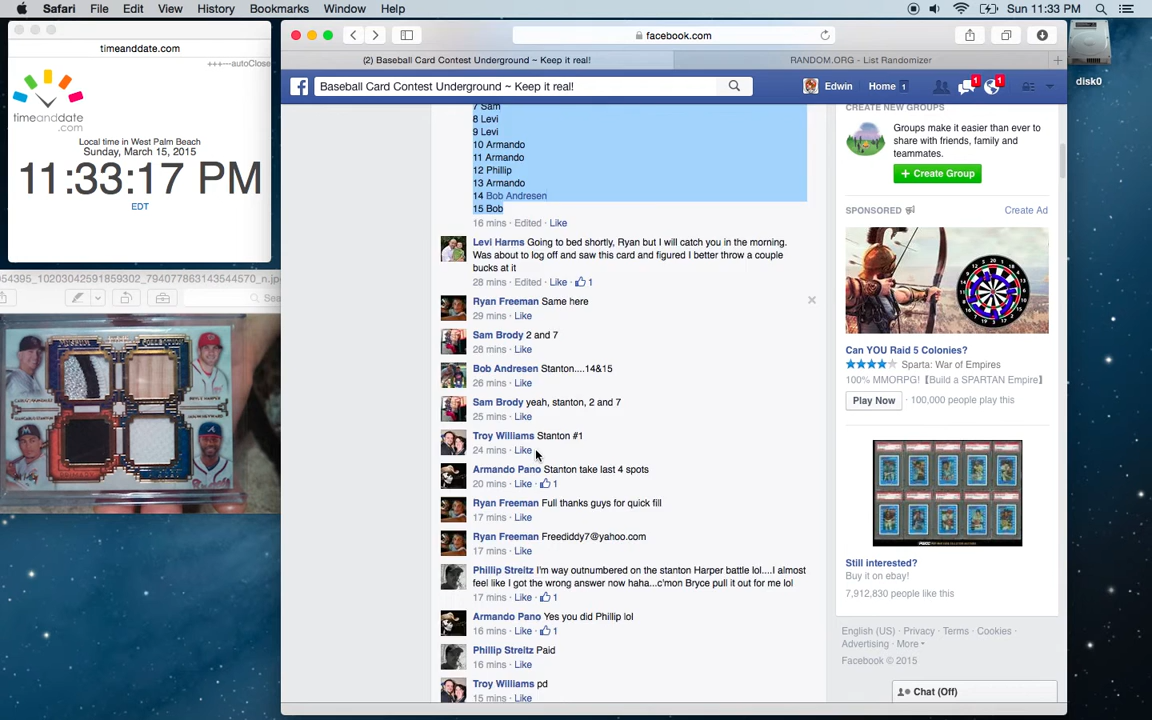 Safari File Edit View History Bookmarks Window Help
Sun 11:33 PM
timeanddate.com
+++---autoClose
timeanddate
.com
Local time in West Palm Beach
Sunday, March 15, 2015
11:33:17 PM
EDT
facebook.com
(2) Baseball Card Contest Underground ~ Keep it real!
RANDOM.ORG - List Randomizer
Baseball Card Contest Underground ~ Keep it real!
Edwin
Home 1
1
1
disk0
7 Sam
8 Levi
9 Levi
10 Armando
11 Armando
12 Phillip
13 Armando
14 Bob Andresen
15 Bob
16 mins · Edited · Like
Levi Harms Going to bed shortly, Ryan but I will catch you in the morning.
Was about to log off and saw this card and figured I better throw a couple
bucks at it
28 mins · Edited · Like · 1
Ryan Freeman Same here
29 mins · Like
Sam Brody 2 and 7
28 mins · Like
Bob Andresen Stanton....14&15
26 mins · Like
Sam Brody yeah, stanton, 2 and 7
25 mins · Like
Troy Williams Stanton #1
24 mins · Like
Armando Pano Stanton take last 4 spots
20 mins · Like · 1
Ryan Freeman Full thanks guys for quick fill
17 mins · Like
Ryan Freeman Freediddy7@yahoo.com
17 mins · Like
Phillip Streitz I'm way outnumbered on the stanton Harper battle lol....I almost
feel like I got the wrong answer now haha...c'mon Bryce pull it out for me lol
17 mins · Like · 1
Armando Pano Yes you did Phillip lol
16 mins · Like · 1
Phillip Streitz Paid
16 mins · Like
Troy Williams pd
15 mins · Like
CREATE NEW GROUPS
Groups make it easier than ever to
share with friends, family and
teammates.
+ Create Group
SPONSORED
Create Ad
Can YOU Raid 5 Colonies?
Sparta: War of Empires
100% MMORPG! 【Build a SPARTAN Empire】
Play Now
100,000 people play this
Still interested?
Buy it on ebay!
7,912,830 people like this
English (US) · Privacy · Terms · Cookies ·
Advertising · More
Facebook © 2015
Chat (Off)
54395_10203042591859302_794077863143544570_n.jp
Sea